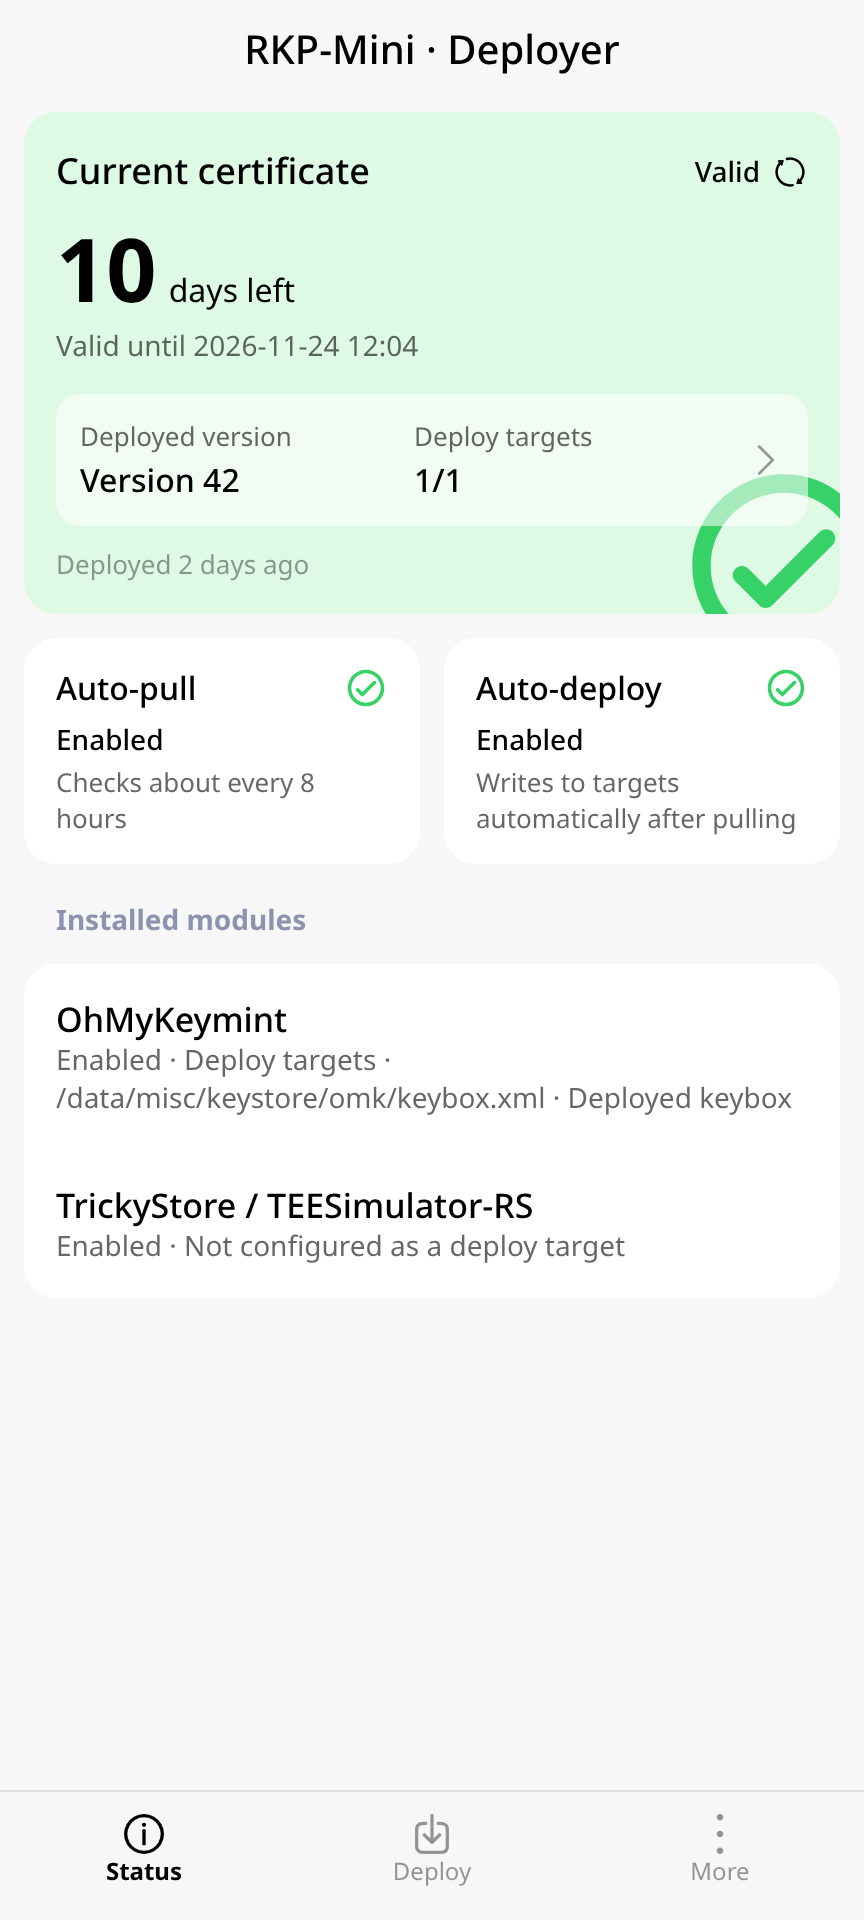 RKP-Mini · Deployer
Current certificate
Valid
10 days left
Valid until 2026-11-24 12:04
Deployed version
Version 42
Deploy targets
1/1
Deployed 2 days ago
Auto-pull
Enabled
Checks about every 8
hours
Auto-deploy
Enabled
Writes to targets
automatically after pulling
Installed modules
OhMyKeymint
Enabled · Deploy targets ·
/data/misc/keystore/omk/keybox.xml · Deployed keybox
TrickyStore / TEESimulator-RS
Enabled · Not configured as a deploy target
Status
Deploy
More